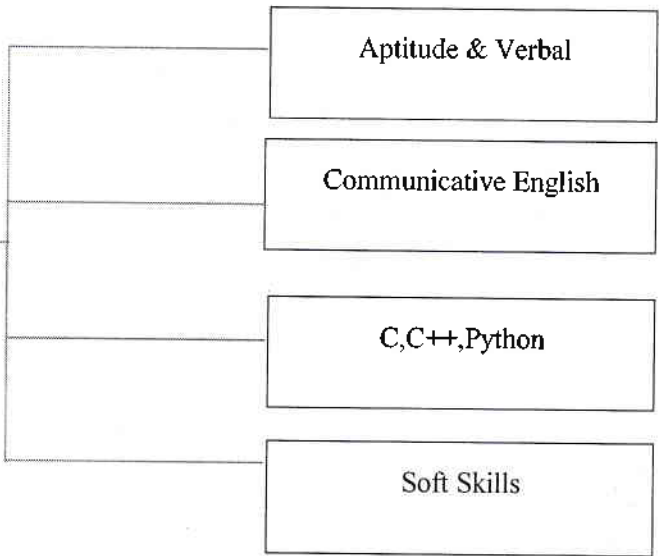 Aptitude & Verbal
Communicative English
C,C++,Python
Soft Skills